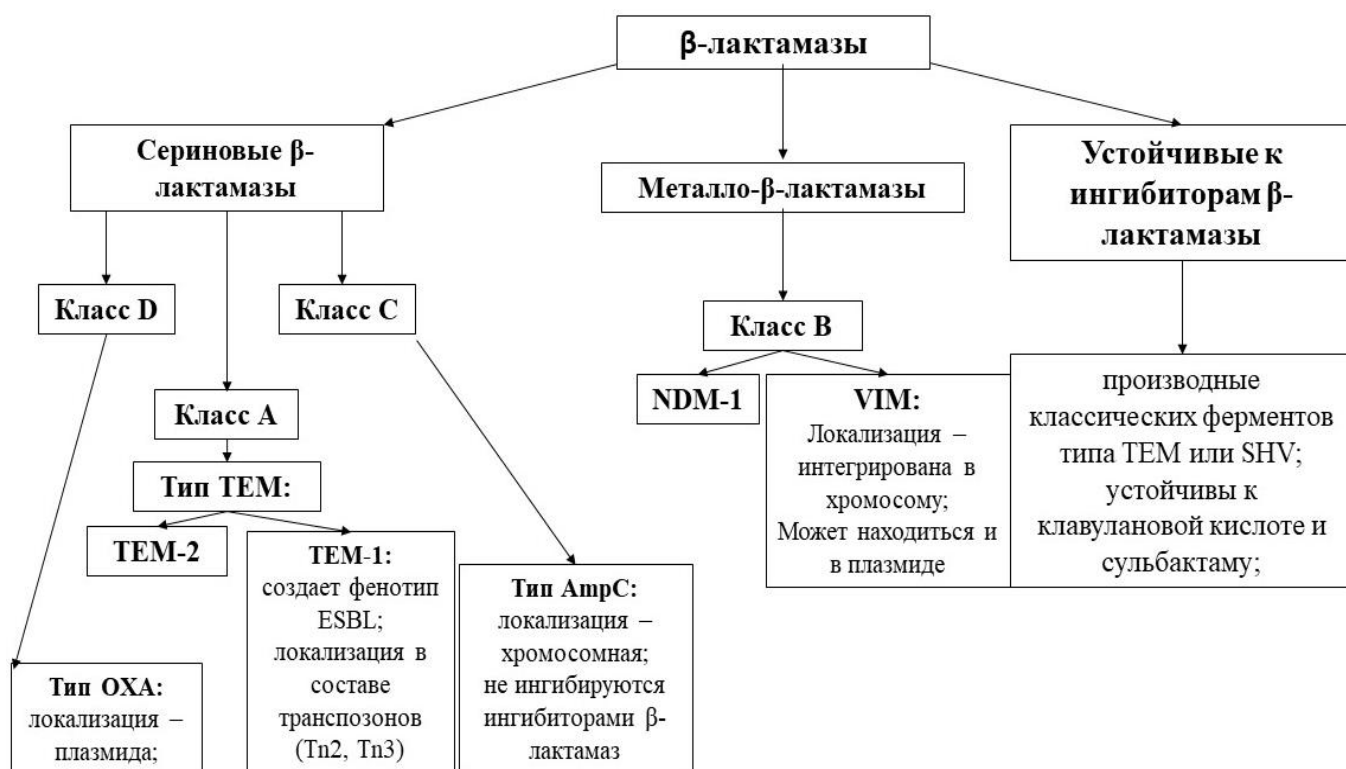 β-лактамазы
Сериновые β-
лактамазы
Металло-β-лактамазы
Устойчивые к
ингибиторам β-
лактамазы
Класс D
Класс C
Класс B
Класс A
NDM-1
VIM:
Локализация –
интегрирована в
хромосому;
Может находиться и
в плазмиде
производные
классических ферментов
типа TEM или SHV;
устойчивы к
клавулановой кислоте и
сульбактаму;
Тип TEM:
TEM-2
TEM-1:
создает фенотип
ESBL;
локализация в
составе
транспозонов
(Tn2, Tn3)
Тип AmpC:
локализация –
хромосомная;
не ингибируются
ингибиторами β-
лактамаз
Тип OXA:
локализация –
плазмида;